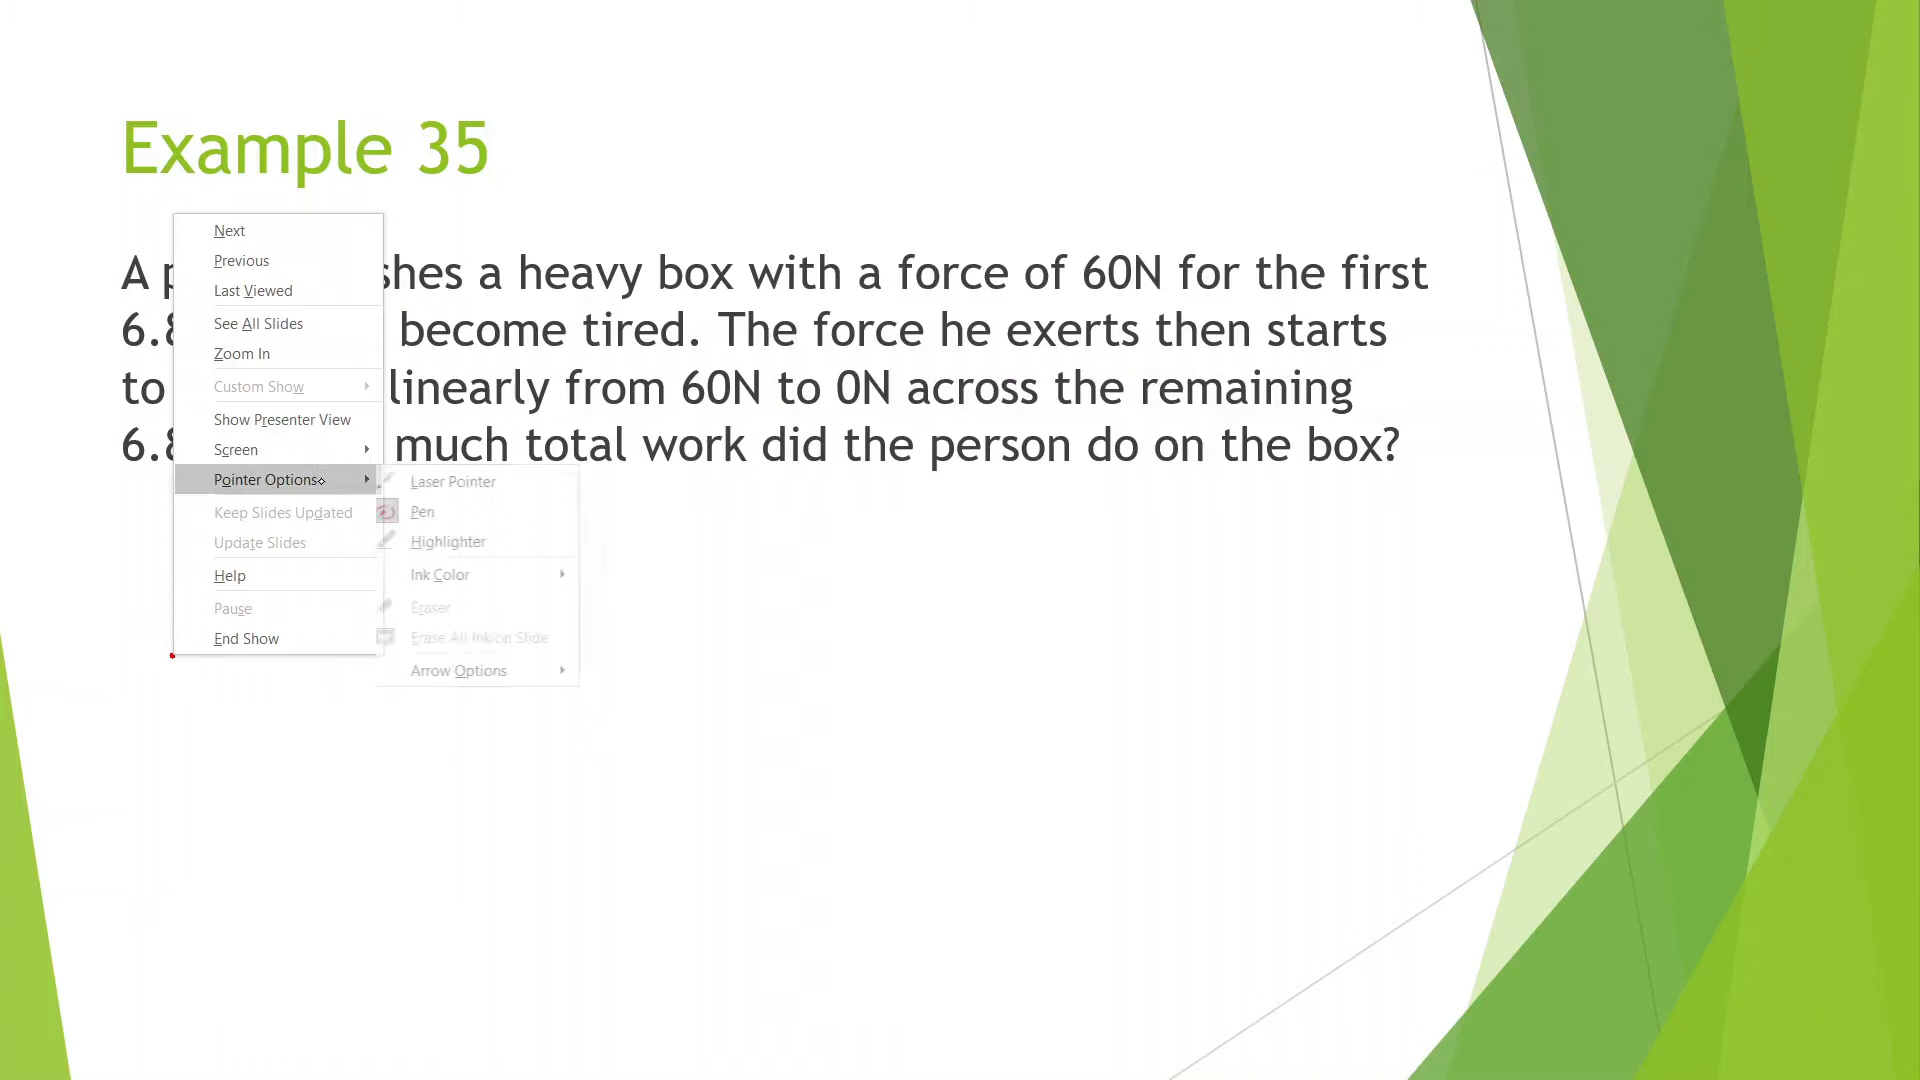 Example 35
A p shes a heavy box with a force of 60N for the first
6.8 become tired. The force he exerts then starts
to linearly from 60N to 0N across the remaining
6.8 much total work did the person do on the box?
Next
Previous
Last Viewed
See All Slides
Zoom In
Custom Show
Show Presenter View
Screen
Pointer Options
Keep Slides Updated
Update Slides
Help
Pause
End Show
Laser Pointer
Pen
Highlighter
Ink Color
Eraser
Erase All Ink on Slide
Arrow Options